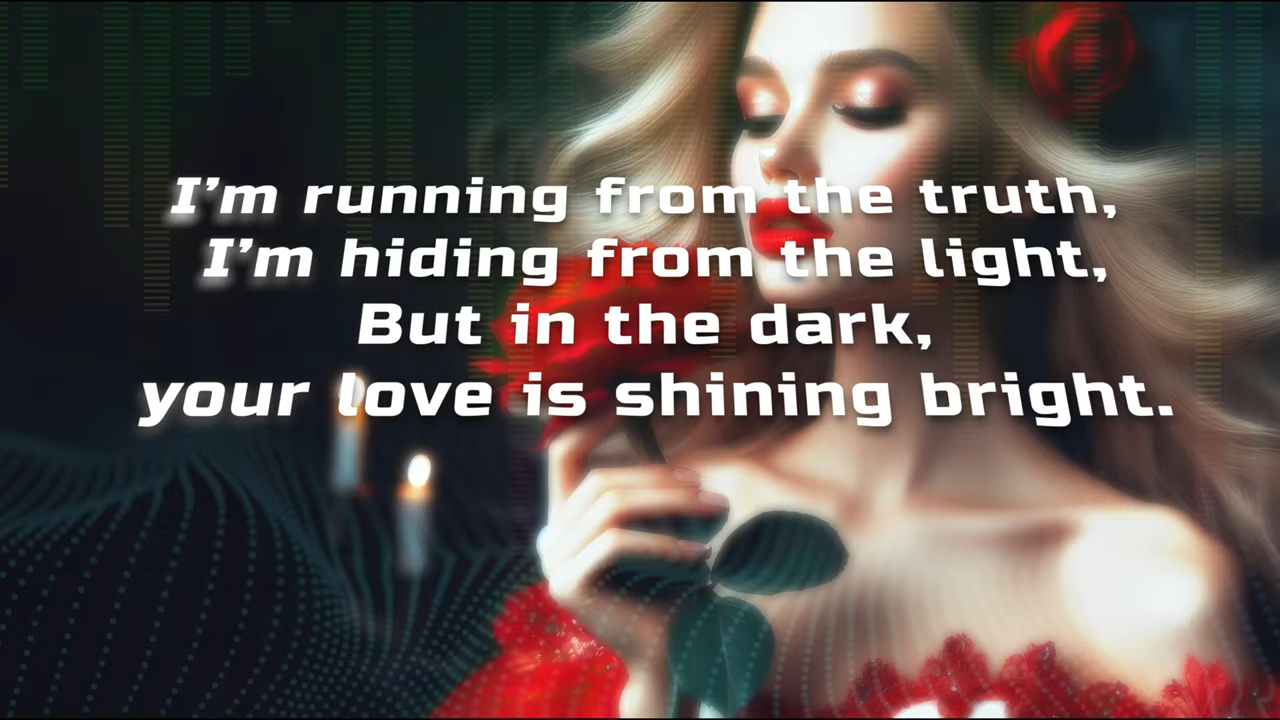 I’m running from the truth,
I’m hiding from the light,
But in the dark,
your love is shining bright.